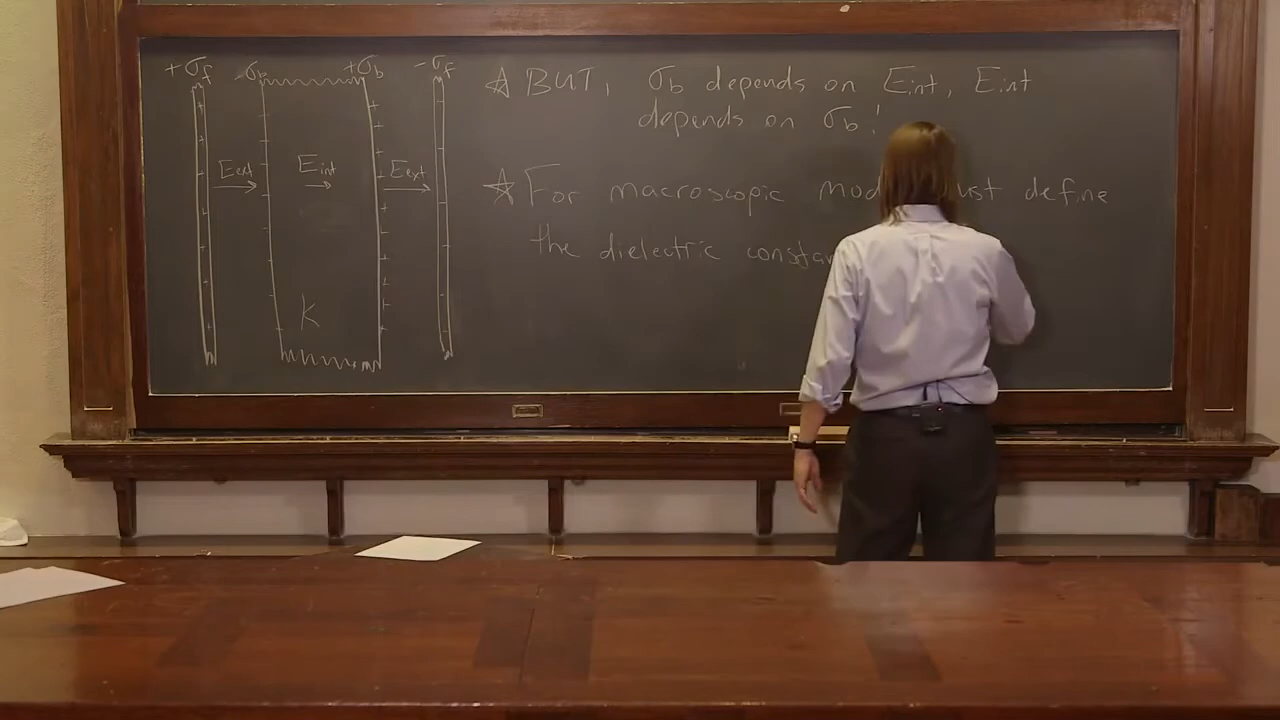 +σf -σb +σb -σf
☆ BUT, σb depends on Eint, Eint
depends on σb!
Eext Eint Eext
☆ For macroscopic define
the dielectric
K